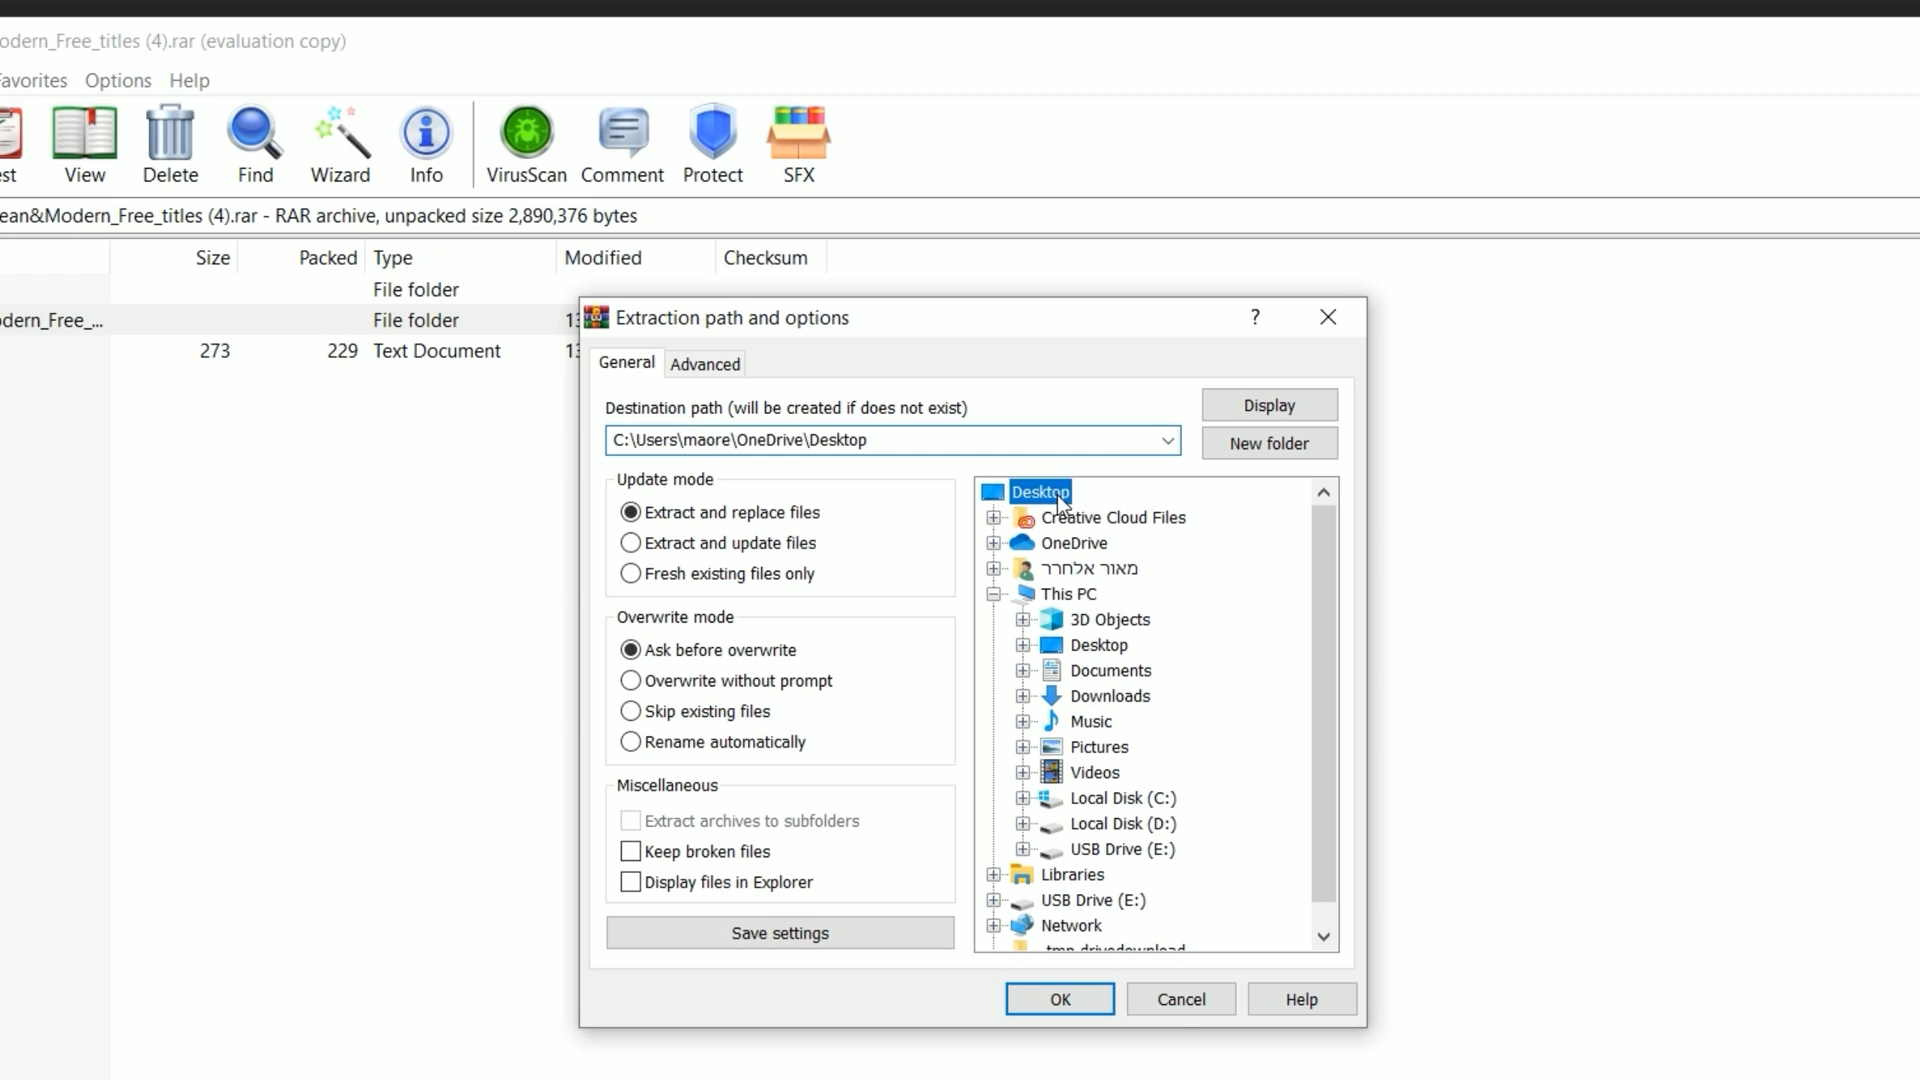 odern_Free_titles (4).rar (evaluation copy)
Favorites Options Help
View Delete Find Wizard Info VirusScan Comment Protect SFX
ean&Modern_Free_titles (4).rar - RAR archive, unpacked size 2,890,376 bytes
Size Packed Type Modified Checksum
File folder
dern_Free_... File folder 13
273 229 Text Document 13
Extraction path and options
General Advanced
Destination path (will be created if does not exist)
Display
C:\Users\maore\OneDrive\Desktop
New folder
Update mode
Extract and replace files
Extract and update files
Fresh existing files only
Overwrite mode
Ask before overwrite
Overwrite without prompt
Skip existing files
Rename automatically
Miscellaneous
Extract archives to subfolders
Keep broken files
Display files in Explorer
Save settings
Desktop
Creative Cloud Files
OneDrive
מאור אלחרר
This PC
3D Objects
Desktop
Documents
Downloads
Music
Pictures
Videos
Local Disk (C:)
Local Disk (D:)
USB Drive (E:)
Libraries
USB Drive (E:)
Network
OK Cancel Help